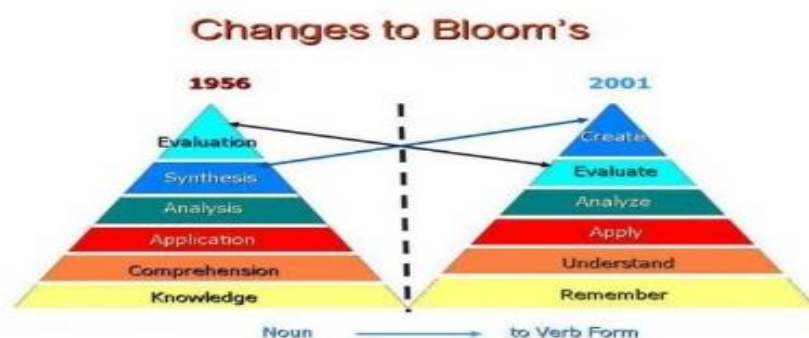 Changes to Bloom's
1956
2001
Evaluation
Synthesis
Analysis
Application
Comprehension
Knowledge
Create
Evaluate
Analyze
Apply
Understand
Remember
Noun
to Verb Form